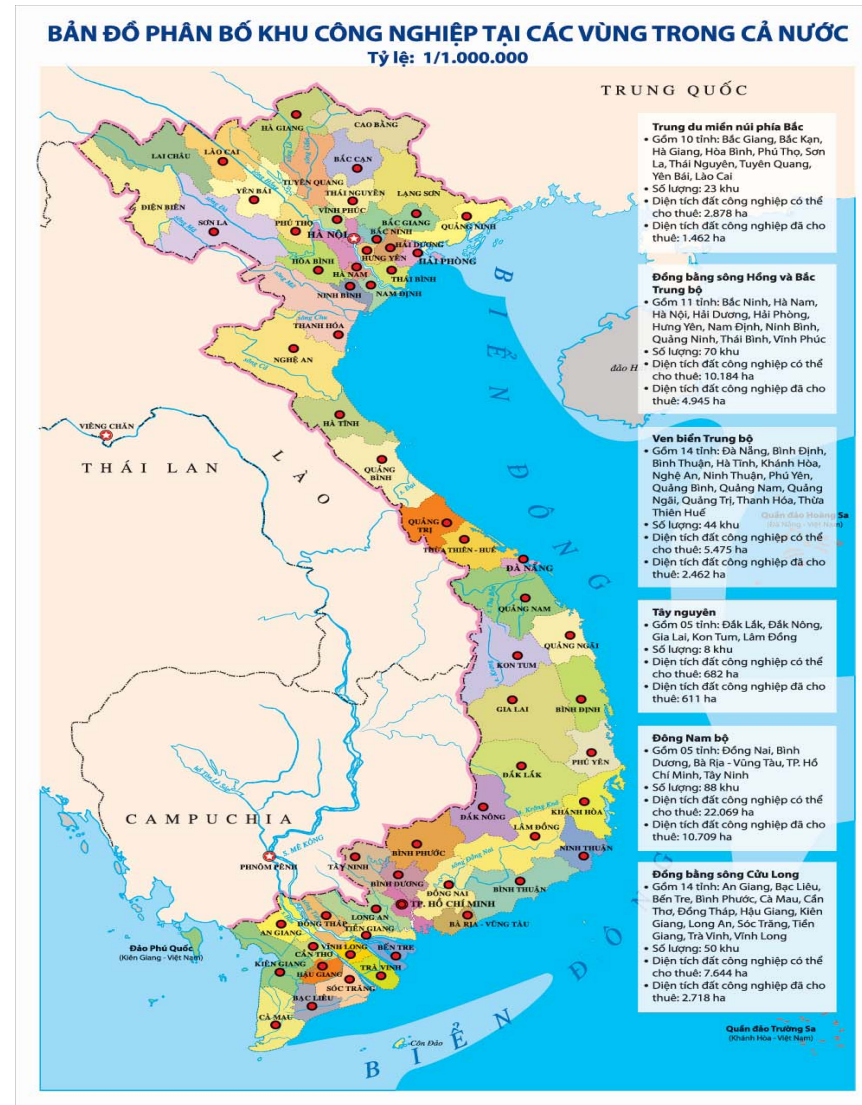 BẢN ĐỒ PHÂN BỐ KHU CÔNG NGHIỆP TẠI CÁC VÙNG TRONG CẢ NƯỚC
Tỷ lệ: 1/1.000.000
TRUNG QUỐC
HÀ GIANG
CAO BẰNG
LAI CHÂU
LÀO CAI
BẮC CẠN
TUYÊN QUANG
YÊN BÁI
THÁI NGUYÊN
LẠNG SƠN
ĐIỆN BIÊN
VĨNH PHÚC
SƠN LA
PHÚ THỌ
BẮC GIANG
BẮC NINH
QUẢNG NINH
HÀ NỘI
HẢI DƯƠNG
HƯNG YÊN
HẢI PHÒNG
HÒA BÌNH
HÀ NAM
THÁI BÌNH
NINH BÌNH
NAM ĐỊNH
sông Mã
sông Chu
THANH HÓA
NGHỆ AN
sông Cả
đảo H
VIÊNG CHĂN
HÀ TĨNH
THÁI LAN
LÀO
QUẢNG BÌNH
QUẢNG TRỊ
THỪA THIÊN - HUẾ
ĐÀ NẴNG
QUẢNG NAM
QUẢNG NGÃI
KON TUM
GIA LAI
BÌNH ĐỊNH
PHÚ YÊN
ĐẮK LẮK
CAMPUCHIA
ĐẮK NÔNG
KHÁNH HÒA
LÂM ĐỒNG
S. MÊ KÔNG
PHNÔM PÊNH
BÌNH PHƯỚC
NINH THUẬN
TÂY NINH
BÌNH DƯƠNG
sông Đồng Nai
ĐỒNG NAI
BÌNH THUẬN
TP. HỒ CHÍ MINH
LONG AN
BÀ RỊA - VŨNG TÀU
ĐỒNG THÁP
TIỀN GIANG
AN GIANG
Đảo Phú Quốc
(Kiên Giang - Việt Nam)
VĨNH LONG
BẾN TRE
CẦN THƠ
KIÊN GIANG
HẬU GIANG
TRÀ VINH
SÓC TRĂNG
BẠC LIÊU
CÀ MAU
Côn Đảo
BIỂN ĐÔNG
BIỂN ĐÔNG
Trung du miền núi phía Bắc
• Gồm 10 tỉnh: Bắc Giang, Bắc Kạn,
Hà Giang, Hòa Bình, Phú Thọ, Sơn
La, Thái Nguyên, Tuyên Quang,
Yên Bái, Lào Cai
• Số lượng: 23 khu
• Diện tích đất công nghiệp có thể
cho thuê: 2.878 ha
• Diện tích đất công nghiệp đã cho
thuê: 1.462 ha
Đồng bằng sông Hồng và Bắc
Trung bộ
• Gồm 11 tỉnh: Bắc Ninh, Hà Nam,
Hà Nội, Hải Dương, Hải Phòng,
Hưng Yên, Nam Định, Ninh Bình,
Quảng Ninh, Thái Bình, Vĩnh Phúc
• Số lượng: 70 khu
• Diện tích đất công nghiệp có thể
cho thuê: 10.184 ha
• Diện tích đất công nghiệp đã cho
thuê: 4.945 ha
Ven biển Trung bộ
• Gồm 14 tỉnh: Đà Nẵng, Bình Định,
Bình Thuận, Hà Tĩnh, Khánh Hòa,
Nghệ An, Ninh Thuận, Phú Yên,
Quảng Bình, Quảng Nam, Quảng
Ngãi, Quảng Trị, Thanh Hóa, Thừa
Thiên Huế
• Số lượng: 44 khu
• Diện tích đất công nghiệp có thể
cho thuê: 5.475 ha
• Diện tích đất công nghiệp đã cho
thuê: 2.462 ha
Quần đảo Hoàng Sa
(Đà Nẵng - Việt Nam)
Tây nguyên
• Gồm 05 tỉnh: Đắk Lắk, Đắk Nông,
Gia Lai, Kon Tum, Lâm Đồng
• Số lượng: 8 khu
• Diện tích đất công nghiệp có thể
cho thuê: 682 ha
• Diện tích đất công nghiệp đã cho
thuê: 611 ha
Đông Nam bộ
• Gồm 05 tỉnh: Đồng Nai, Bình
Dương, Bà Rịa - Vũng Tàu, TP. Hồ
Chí Minh, Tây Ninh
• Số lượng: 88 khu
• Diện tích đất công nghiệp có thể
cho thuê: 22.069 ha
• Diện tích đất công nghiệp đã cho
thuê: 10.709 ha
Đồng bằng sông Cửu Long
• Gồm 14 tỉnh: An Giang, Bạc Liêu,
Bến Tre, Bình Phước, Cà Mau, Cần
Thơ, Đồng Tháp, Hậu Giang, Kiên
Giang, Long An, Sóc Trăng, Tiền
Giang, Trà Vinh, Vĩnh Long
• Số lượng: 50 khu
• Diện tích đất công nghiệp có thể
cho thuê: 7.644 ha
• Diện tích đất công nghiệp đã cho
thuê: 2.718 ha
Quần đảo Trường Sa
(Khánh Hòa - Việt Nam)